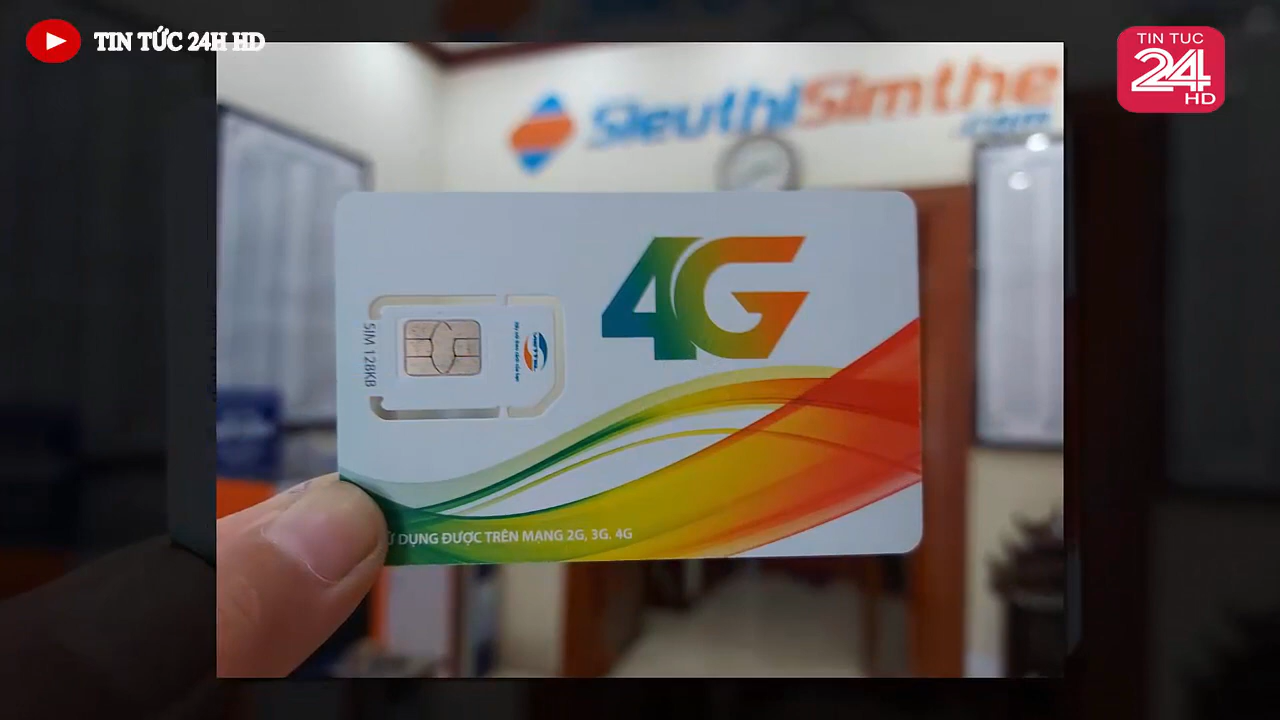 TIN TỨC 24H HD
TIN TUC
24
HD
SieuthiSimthe
.com
4G
SIM 128KB
VIETTEL
DỤNG ĐƯỢC TRÊN MẠNG 2G, 3G. 4G